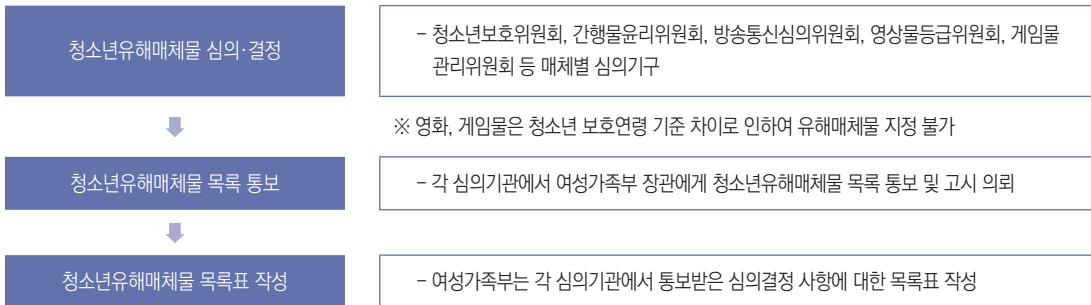 청소년유해매체물 심의·결정
- 청소년보호위원회, 간행물윤리위원회, 방송통신심의위원회, 영상물등급위원회, 게임물
관리위원회 등 매체별 심의기구
※ 영화, 게임물은 청소년 보호연령 기준 차이로 인하여 유해매체물 지정 불가
청소년유해매체물 목록 통보
- 각 심의기관에서 여성가족부 장관에게 청소년유해매체물 목록 통보 및 고시 의뢰
청소년유해매체물 목록표 작성
- 여성가족부는 각 심의기관에서 통보받은 심의결정 사항에 대한 목록표 작성